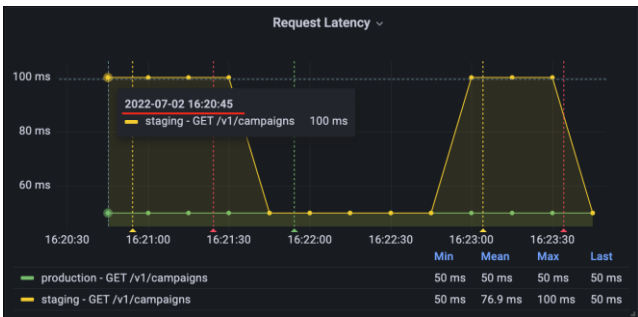 Request Latency
100 ms
2022-07-02 16:20:45
staging - GET /v1/campaigns 100 ms
80 ms
60 ms
16:20:30 16:21:00 16:21:30 16:22:00 16:22:30 16:23:00 16:23:30
Min Mean Max Last
production - GET /v1/campaigns 50 ms 50 ms 50 ms 50 ms
staging - GET /v1/campaigns 50 ms 76.9 ms 100 ms 50 ms